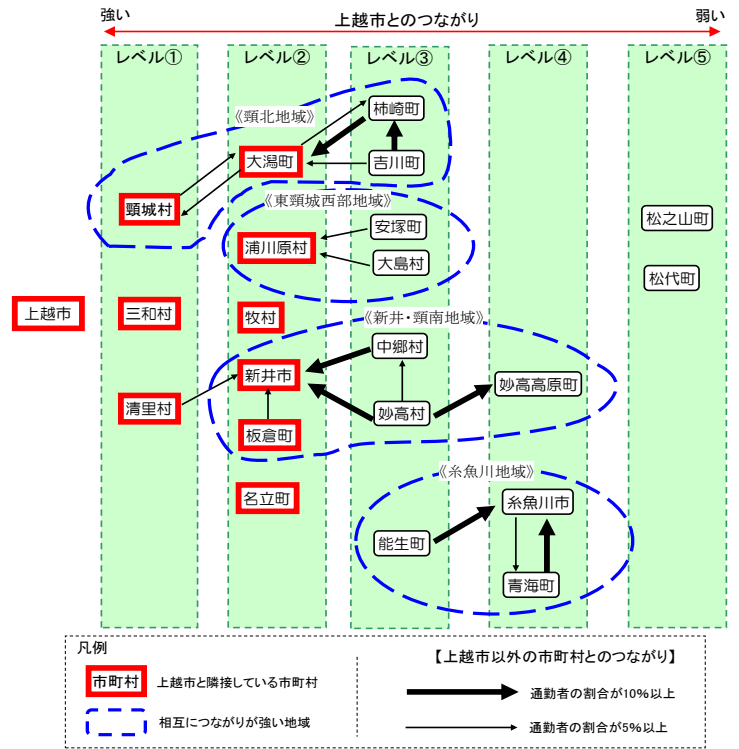 強い
上越市とのつながり
弱い
レベル①
レベル②
レベル③
レベル④
レベル⑤
《頸北地域》
柿崎町
大潟町
吉川町
頸城村
《東頸城西部地域》
安塚町
浦川原村
大島村
松之山町
松代町
上越市
三和村
牧村
《新井・頸南地域》
中郷村
新井市
妙高高原町
清里村
妙高村
板倉町
《糸魚川地域》
名立町
糸魚川市
能生町
青海町
凡例
市町村
上越市と隣接している市町村
相互につながりが強い地域
【上越市以外の市町村とのつながり】
通勤者の割合が10%以上
通勤者の割合が5%以上